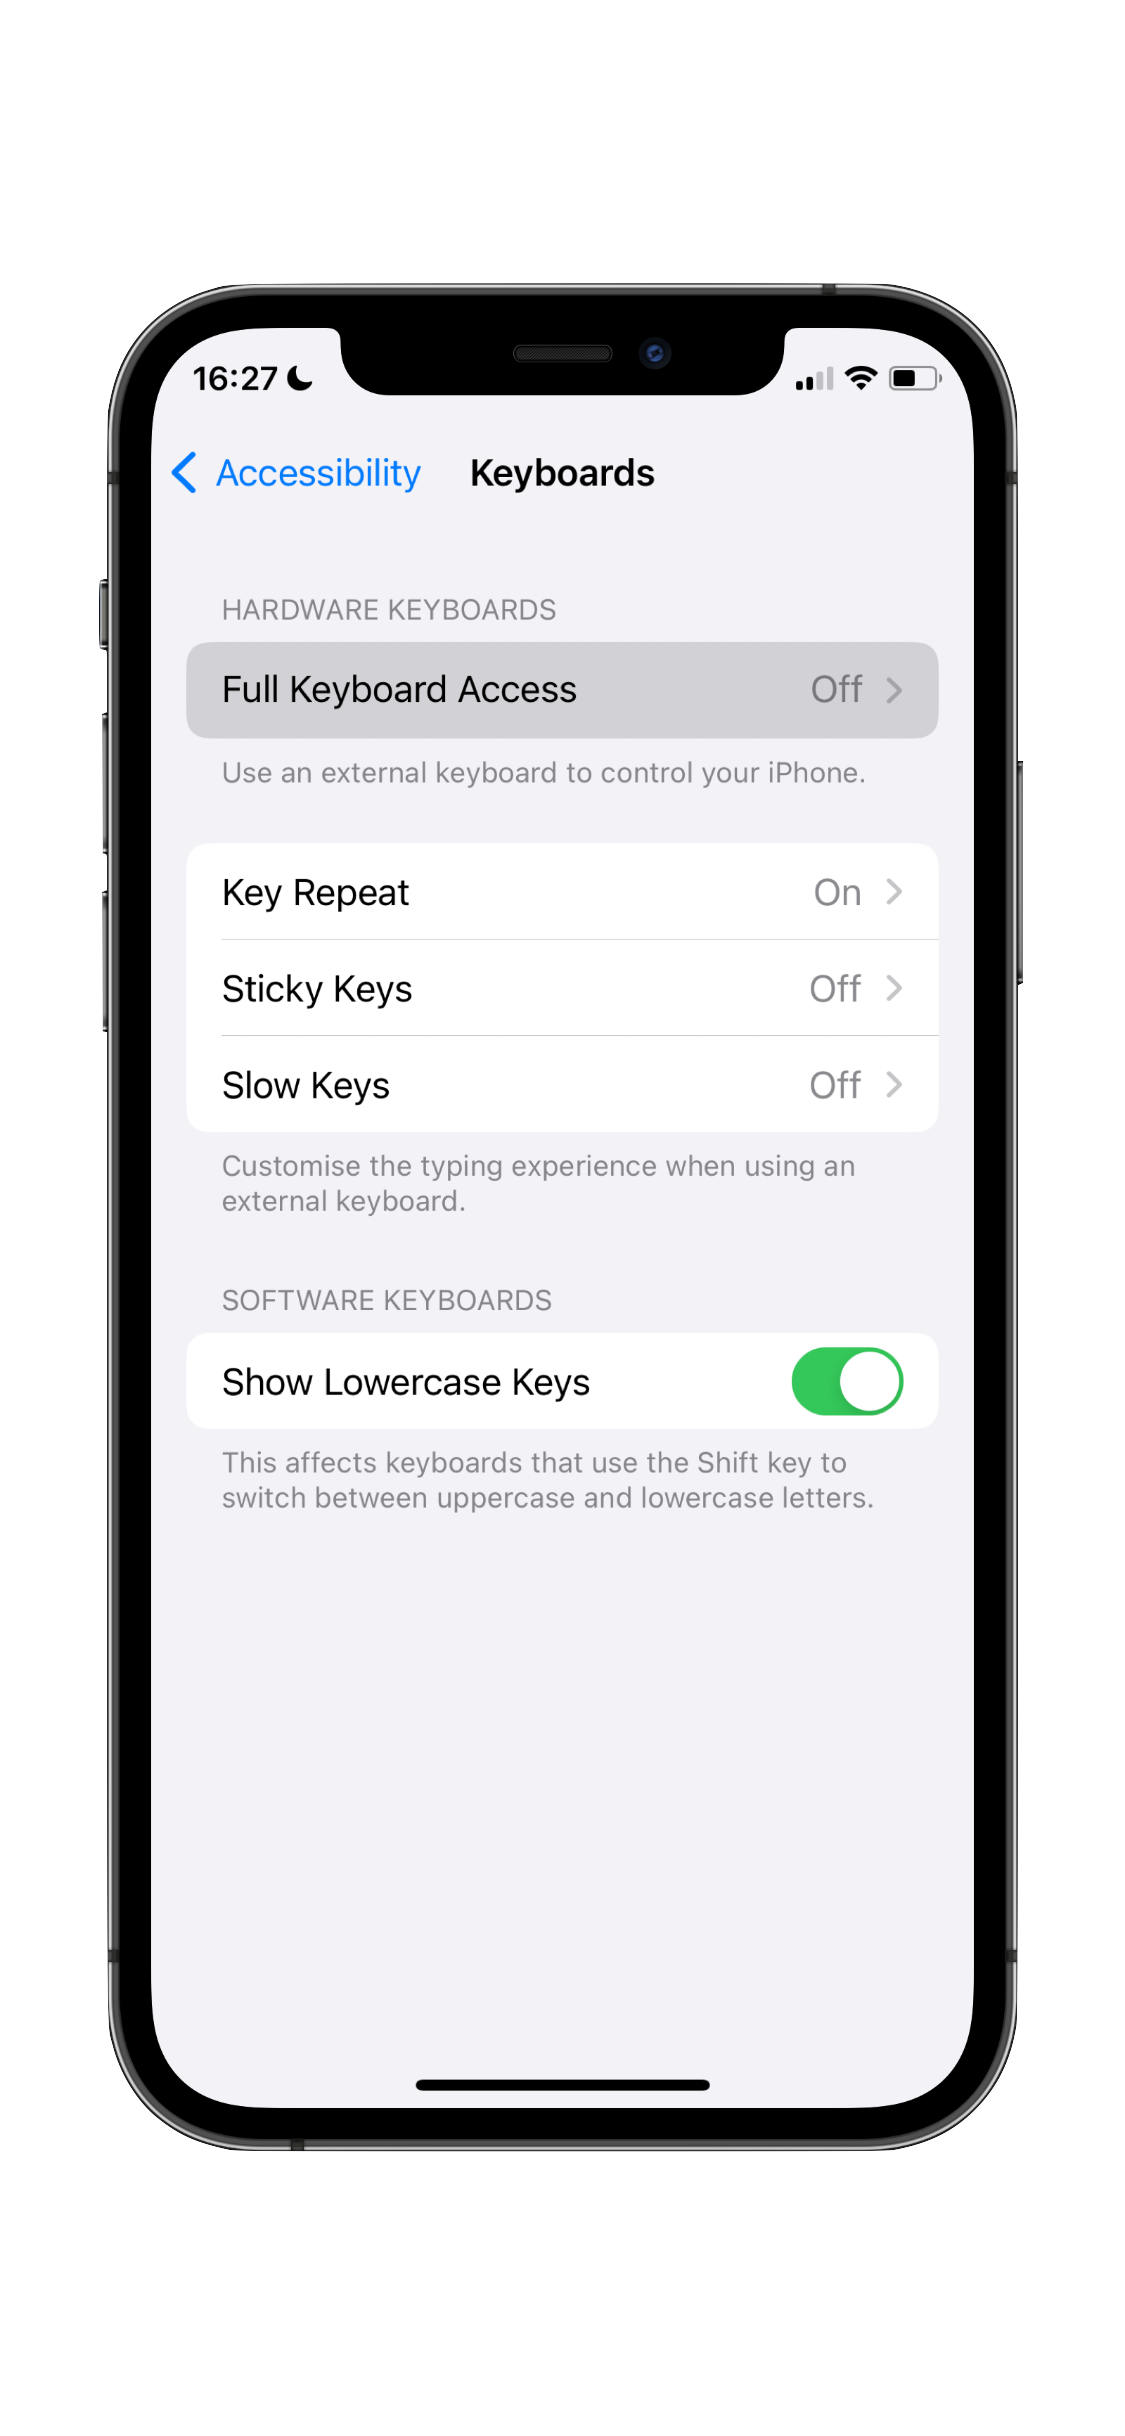 16:27
Accessibility Keyboards
HARDWARE KEYBOARDS
Full Keyboard Access Off
Use an external keyboard to control your iPhone.
Key Repeat On
Sticky Keys Off
Slow Keys Off
Customise the typing experience when using an
external keyboard.
SOFTWARE KEYBOARDS
Show Lowercase Keys
This affects keyboards that use the Shift key to
switch between uppercase and lowercase letters.